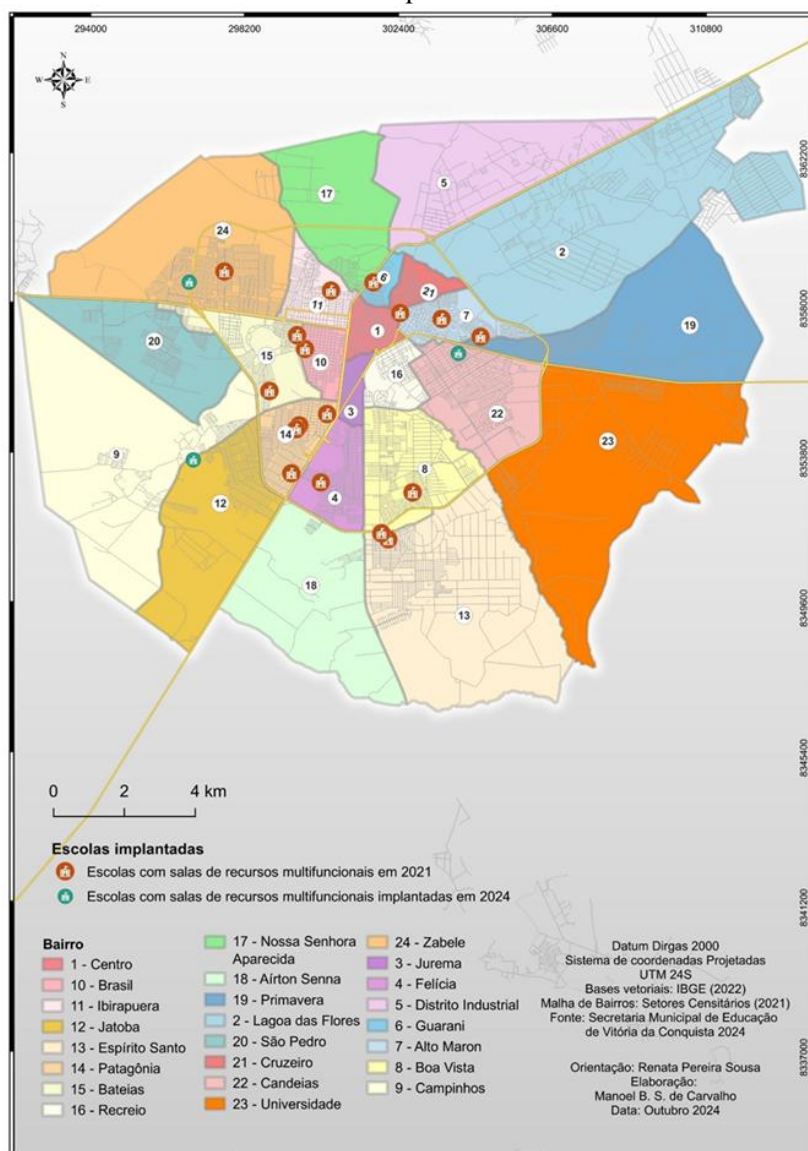 294000 298200 302400 306600 310800
N
W E
S
8362200
8358000
8353800
8349600
8345400
8341200
8337000
5
17
24
2
6
21
11
7
19
1
20
10
15
16
3
22
14
23
9
8
12
4
18
13
0 2 4 km
Escolas implantadas
Escolas com salas de recursos multifuncionais em 2021
Escolas com salas de recursos multifuncionais implantadas em 2024
Bairro
1 - Centro
10 - Brasil
11 - Ibirapuera
12 - Jatoba
13 - Espírito Santo
14 - Patagônia
15 - Bateias
16 - Recreio
17 - Nossa Senhora
Aparecida
18 - Aírton Senna
19 - Primavera
2 - Lagoa das Flores
20 - São Pedro
21 - Cruzeiro
22 - Candeias
23 - Universidade
24 - Zabele
3 - Jurema
4 - Felícia
5 - Distrito Industrial
6 - Guarani
7 - Alto Maron
8 - Boa Vista
9 - Campinhos
Datum Dirgas 2000
Sistema de coordenadas Projetadas
UTM 24S
Bases vetoriais: IBGE (2022)
Malha de Bairros: Setores Censitários (2021)
Fonte: Secretaria Municipal de Educação
de Vitória da Conquista 2024
Orientação: Renata Pereira Sousa
Elaboração:
Manoel B. S. de Carvalho
Data: Outubro 2024